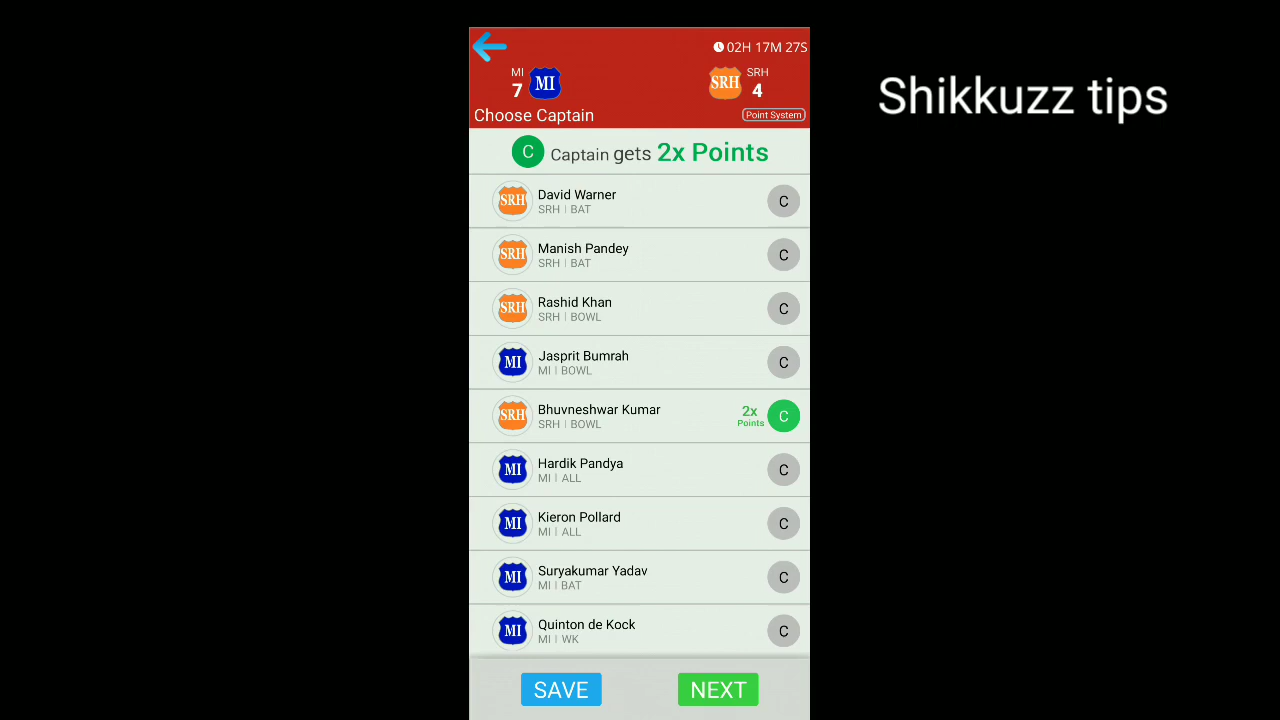 02H 17M 27S
MI
7
MI
SRH
SRH
4
Choose Captain
Point System
Shikkuzz tips
C Captain gets 2x Points
SRH
David Warner
SRH | BAT
C
SRH
Manish Pandey
SRH | BAT
C
SRH
Rashid Khan
SRH | BOWL
C
MI
Jasprit Bumrah
MI | BOWL
C
SRH
Bhuvneshwar Kumar
SRH | BOWL
2x
Points
C
MI
Hardik Pandya
MI | ALL
C
MI
Kieron Pollard
MI | ALL
C
MI
Suryakumar Yadav
MI | BAT
C
MI
Quinton de Kock
MI | WK
C
SAVE
NEXT